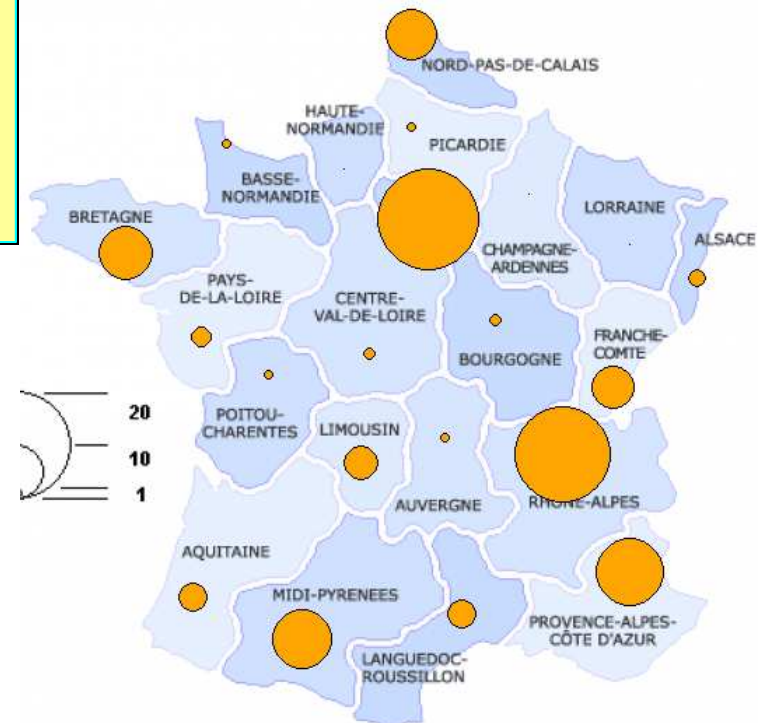 NORD-PAS-DE-CALAIS
HAUTE-
NORMANDIE
PICARDIE
BASSE-
NORMANDIE
LORRAINE
BRETAGNE
ALSACE
CHAMPAGNE-
ARDENNES
PAYS-
DE-LA-LOIRE
CENTRE-
VAL-DE-LOIRE
FRANCHE-
COMTE
BOURGOGNE
20
10
1
POITOU-
CHARENTES
LIMOUSIN
AUVERGNE
RHONE-ALPES
AQUITAINE
MIDI-PYRENEES
PROVENCE-ALPES-
CÔTE D'AZUR
LANGUEDOC-
ROUSSILLON